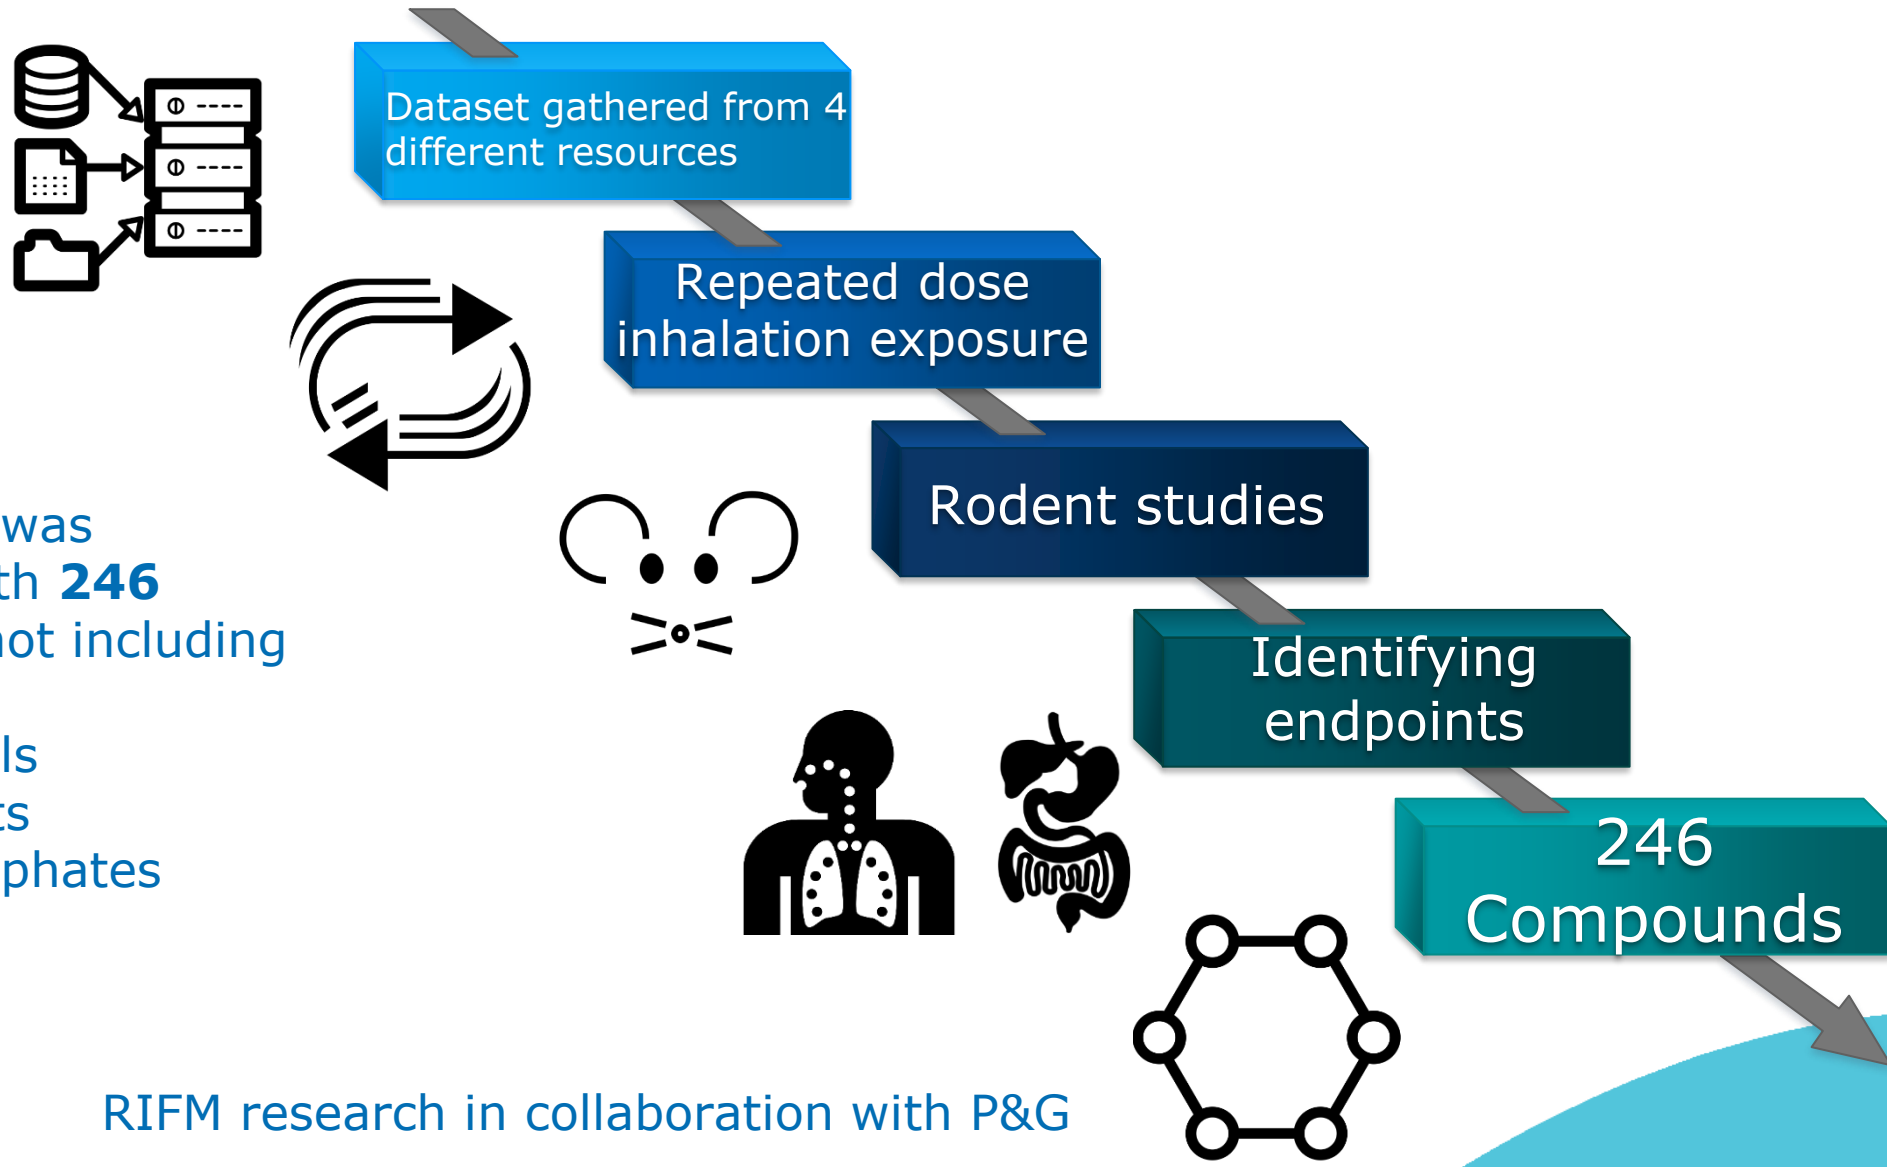 Dataset gathered from 4
different resources
Repeated dose
inhalation exposure
Rodent studies
Identifying
endpoints
246
Compounds
was
th 246
not including
ls
ts
phates
RIFM research in collaboration with P&G